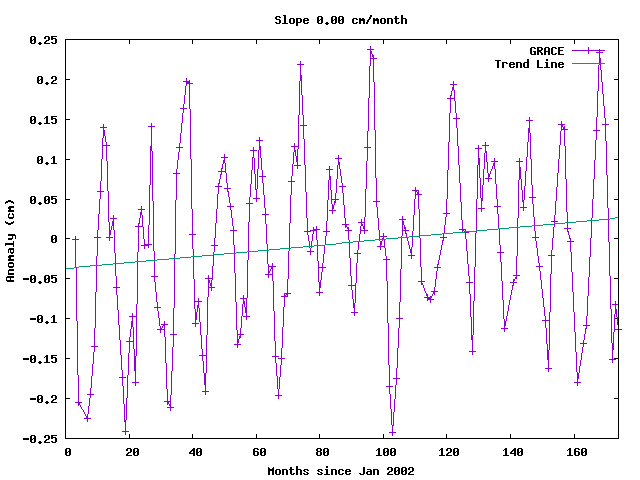 Slope 0.00 cm/month
GRACE
Trend Line
0.25
0.2
0.15
0.1
0.05
0
-0.05
-0.1
-0.15
-0.2
-0.25
Anomaly (cm)
0 20 40 60 80 100 120 140 160
Months since Jan 2002